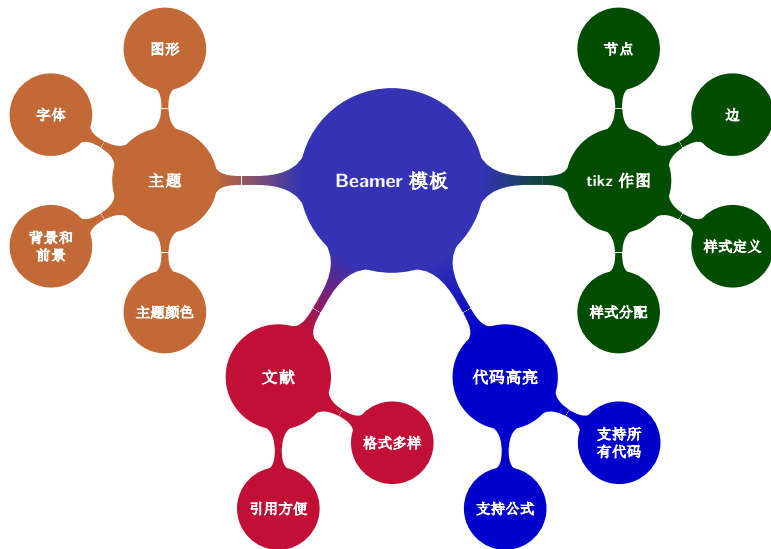 图形
节点
字体
边
Beamer 模板
主题
tikz 作图
背景和
前景
样式定义
主题颜色
样式分配
文献
代码高亮
格式多样
支持所
有代码
引用方便
支持公式